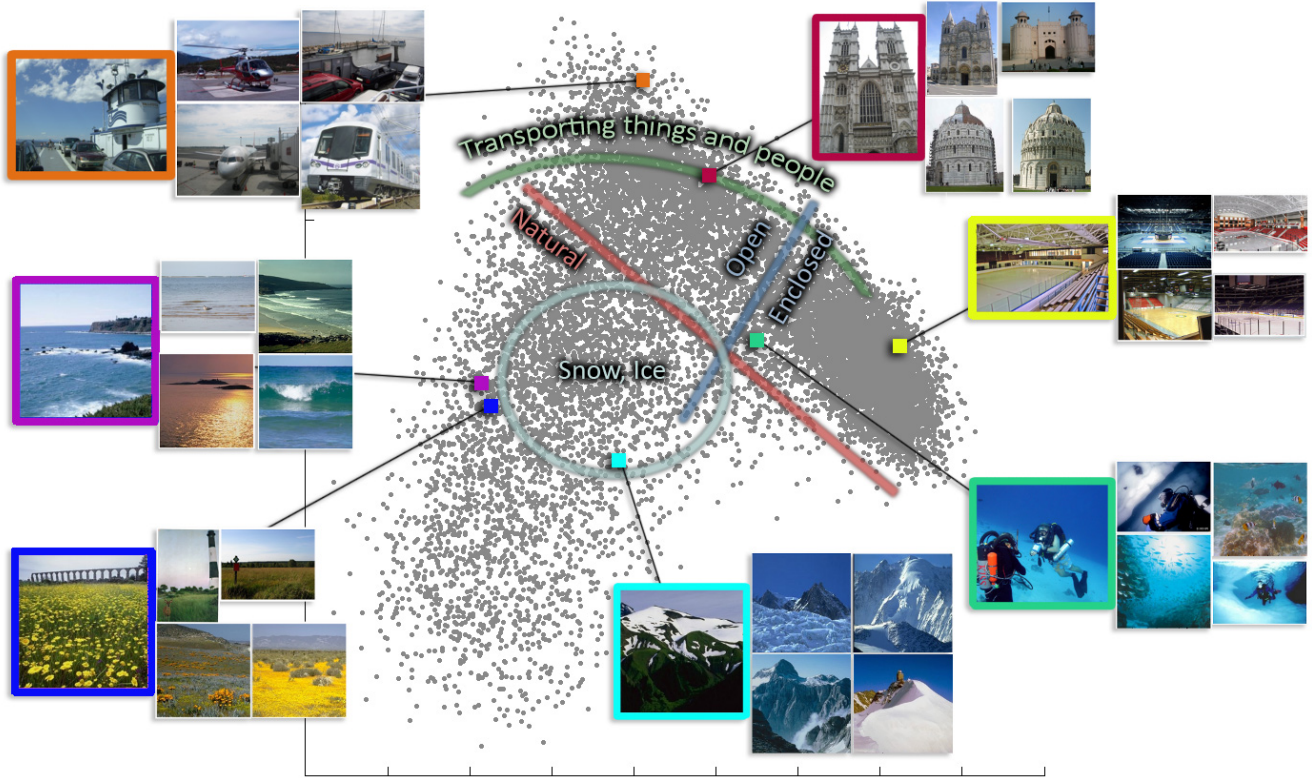 Transporting things and people
Natural
Open
Enclosed
Snow, Ice